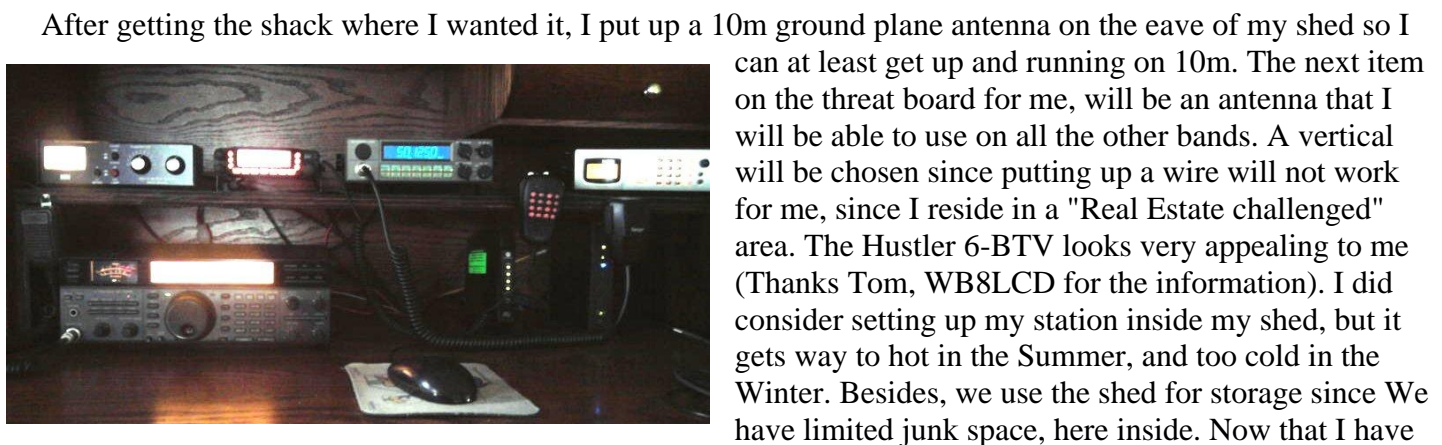 After getting the shack where I wanted it, I put up a 10m ground plane antenna on the eave of my shed so I
can at least get up and running on 10m. The next item
on the threat board for me, will be an antenna that I
will be able to use on all the other bands. A vertical
will be chosen since putting up a wire will not work
for me, since I reside in a "Real Estate challenged"
area. The Hustler 6-BTV looks very appealing to me
(Thanks Tom, WB8LCD for the information). I did
consider setting up my station inside my shed, but it
gets way to hot in the Summer, and too cold in the
Winter. Besides, we use the shed for storage since We
have limited junk space, here inside. Now that I have
50.1250